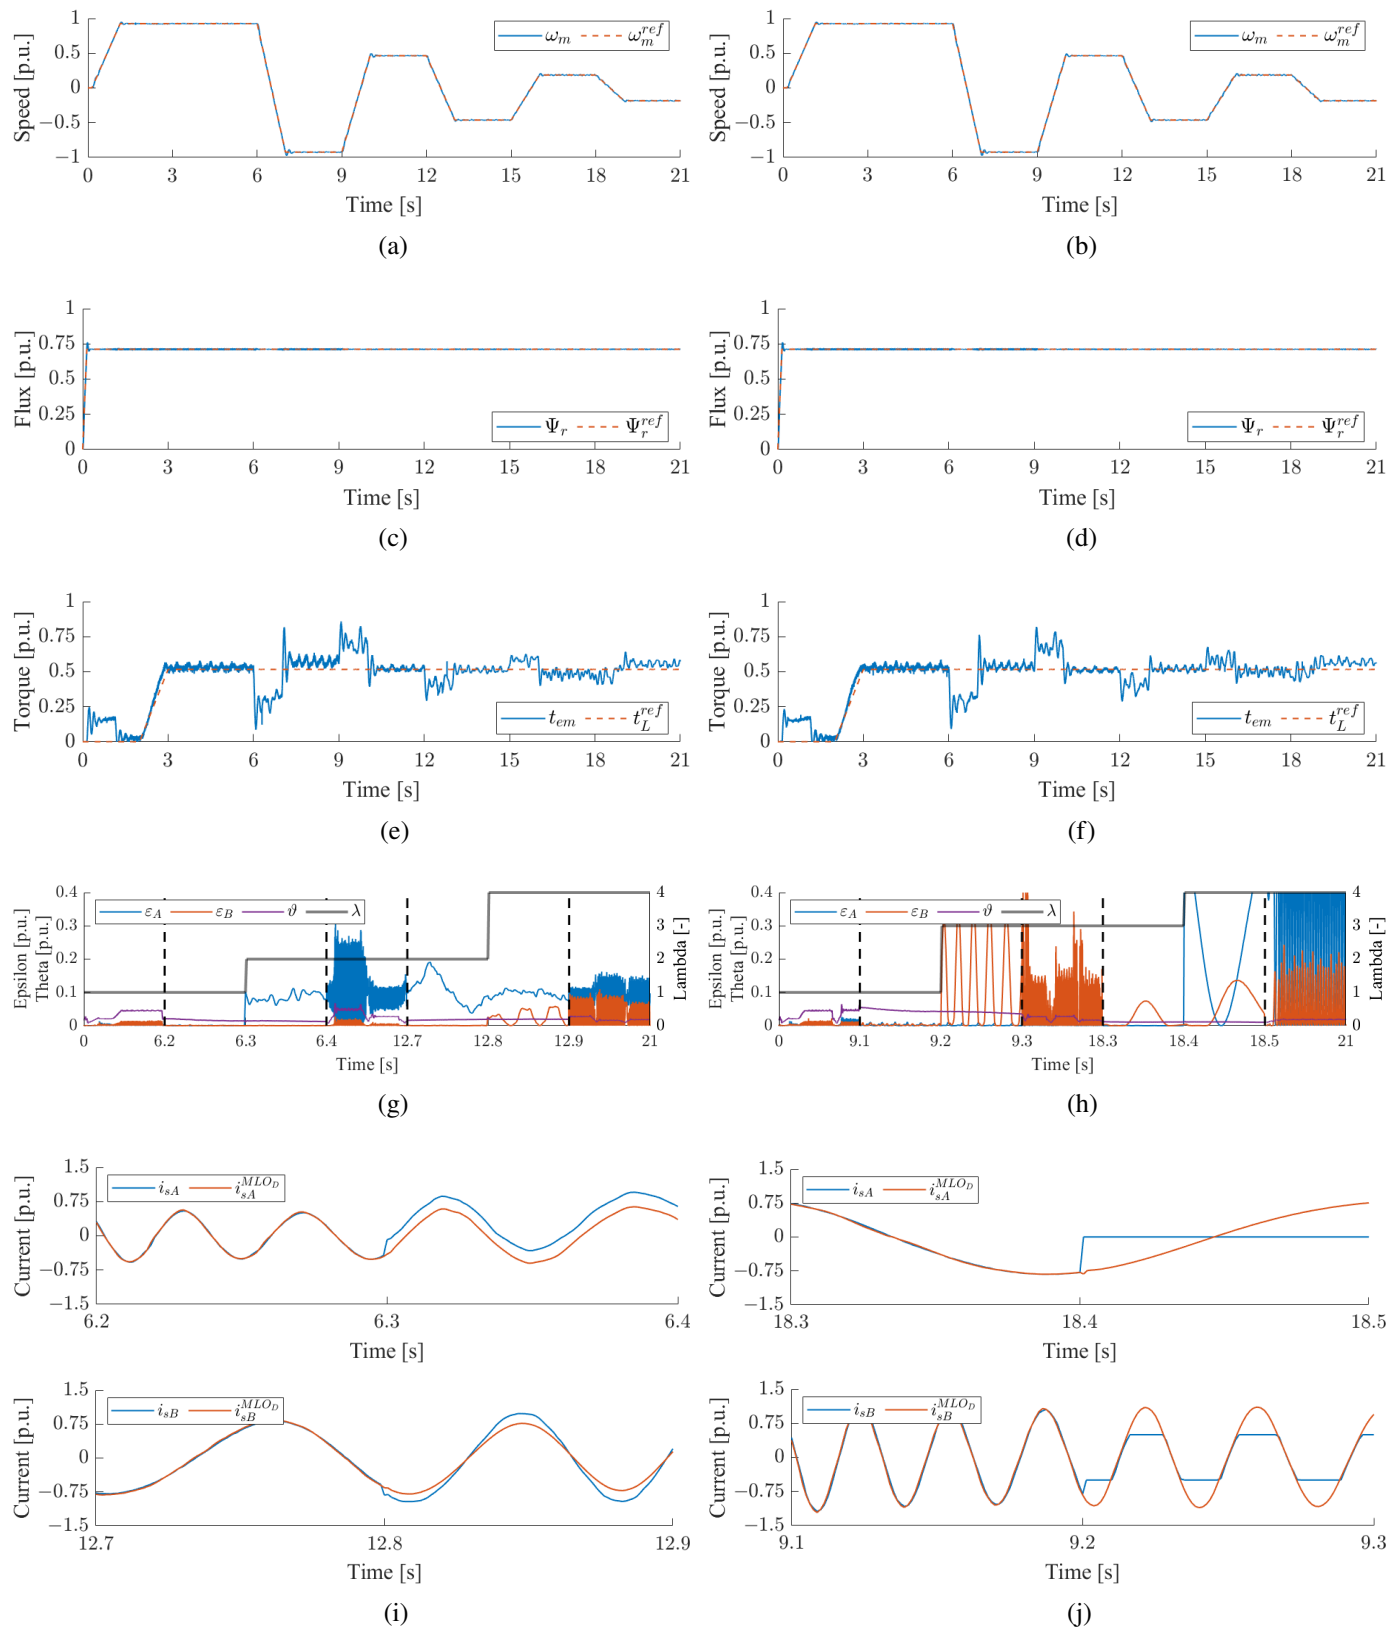 Speed [p.u.]
1
0.5
0
−0.5
−1
ω_m ω_m^ref
0 3 6 9 12 15 18 21
Time [s]
(a)
Speed [p.u.]
1
0.5
0
−0.5
−1
ω_m ω_m^ref
0 3 6 9 12 15 18 21
Time [s]
(b)
Flux [p.u.]
1
0.75
0.5
0.25
0
Ψ_r Ψ_r^ref
0 3 6 9 12 15 18 21
Time [s]
(c)
Flux [p.u.]
1
0.75
0.5
0.25
0
Ψ_r Ψ_r^ref
0 3 6 9 12 15 18 21
Time [s]
(d)
Torque [p.u.]
1
0.75
0.5
0.25
0
t_em t_L^ref
0 3 6 9 12 15 18 21
Time [s]
(e)
Torque [p.u.]
1
0.75
0.5
0.25
0
t_em t_L^ref
0 3 6 9 12 15 18 21
Time [s]
(f)
Epsilon [p.u.]
Theta [p.u.]
0.4
0.3
0.2
0.1
0
ε_A ε_B ϑ λ
4
3
2
1
0
Lambda [-]
0 6.2 6.3 6.4 12.7 12.8 12.9 21
Time [s]
(g)
Epsilon [p.u.]
Theta [p.u.]
0.4
0.3
0.2
0.1
0
ε_A ε_B ϑ λ
4
3
2
1
0
Lambda [-]
0 9.1 9.2 9.3 18.3 18.4 18.5 21
Time [s]
(h)
Current [p.u.]
1.5
0.75
0
−0.75
−1.5
i_sA i_sA^MLO_D
6.2 6.3 6.4
Time [s]
Current [p.u.]
1.5
0.75
0
−0.75
−1.5
i_sB i_sB^MLO_D
12.7 12.8 12.9
Time [s]
(i)
Current [p.u.]
1.5
0.75
0
−0.75
−1.5
i_sA i_sA^MLO_D
18.3 18.4 18.5
Time [s]
Current [p.u.]
1.5
0.75
0
−0.75
−1.5
i_sB i_sB^MLO_D
9.1 9.2 9.3
Time [s]
(j)